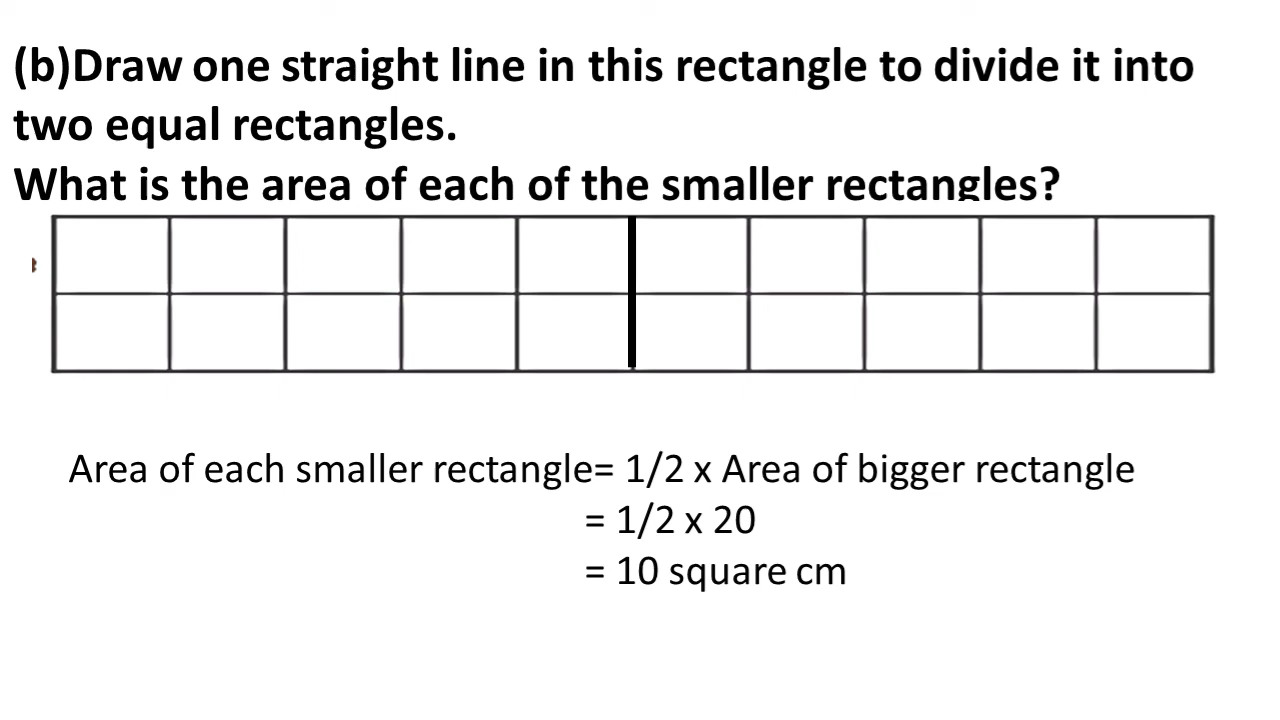 (b)Draw one straight line in this rectangle to divide it into
two equal rectangles.
What is the area of each of the smaller rectangles?
Area of each smaller rectangle= 1/2 x Area of bigger rectangle
= 1/2 x 20
= 10 square cm